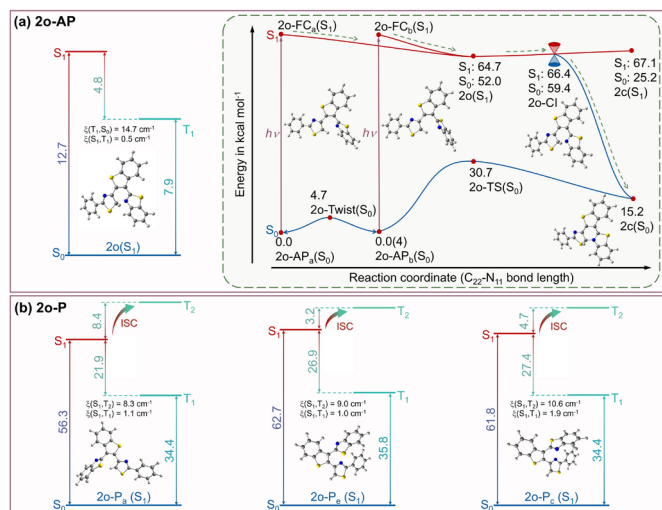 (a) 2o-AP
S₁
4.8
T₁
ξ(T₁,S₀) = 14.7 cm⁻¹
ξ(S₁,T₁) = 0.5 cm⁻¹
12.7
7.9
S₀
2o(S₁)
Energy in kcal mol⁻¹
2o-FCₐ(S₁)
2o-FC_b(S₁)
S₁
hν
hν
S₁: 64.7
S₀: 52.0
2o(S₁)
S₁: 66.4
S₀: 59.4
2o-CI
S₁: 67.1
S₀: 25.2
2c(S₁)
4.7
2o-Twist(S₀)
30.7
2o-TS(S₀)
15.2
2c(S₀)
S₀
0.0
2o-APₐ(S₀)
0.0(4)
2o-AP_b(S₀)
Reaction coordinate (C₂₂-N₁₁ bond length)
(b) 2o-P
T₂
8.4
ISC
S₁
21.9
ξ(S₁,T₂) = 8.3 cm⁻¹
ξ(S₁,T₁) = 1.1 cm⁻¹
T₁
56.3
34.4
S₀
2o-Pₐ (S₁)
T₂
3.2
ISC
S₁
26.9
ξ(S₁,T₂) = 9.0 cm⁻¹
ξ(S₁,T₁) = 1.0 cm⁻¹
T₁
62.7
35.8
S₀
2o-Pₑ (S₁)
T₂
4.7
ISC
S₁
27.4
ξ(S₁,T₂) = 10.6 cm⁻¹
ξ(S₁,T₁) = 1.9 cm⁻¹
T₁
61.8
34.4
S₀
2o-P_c (S₁)